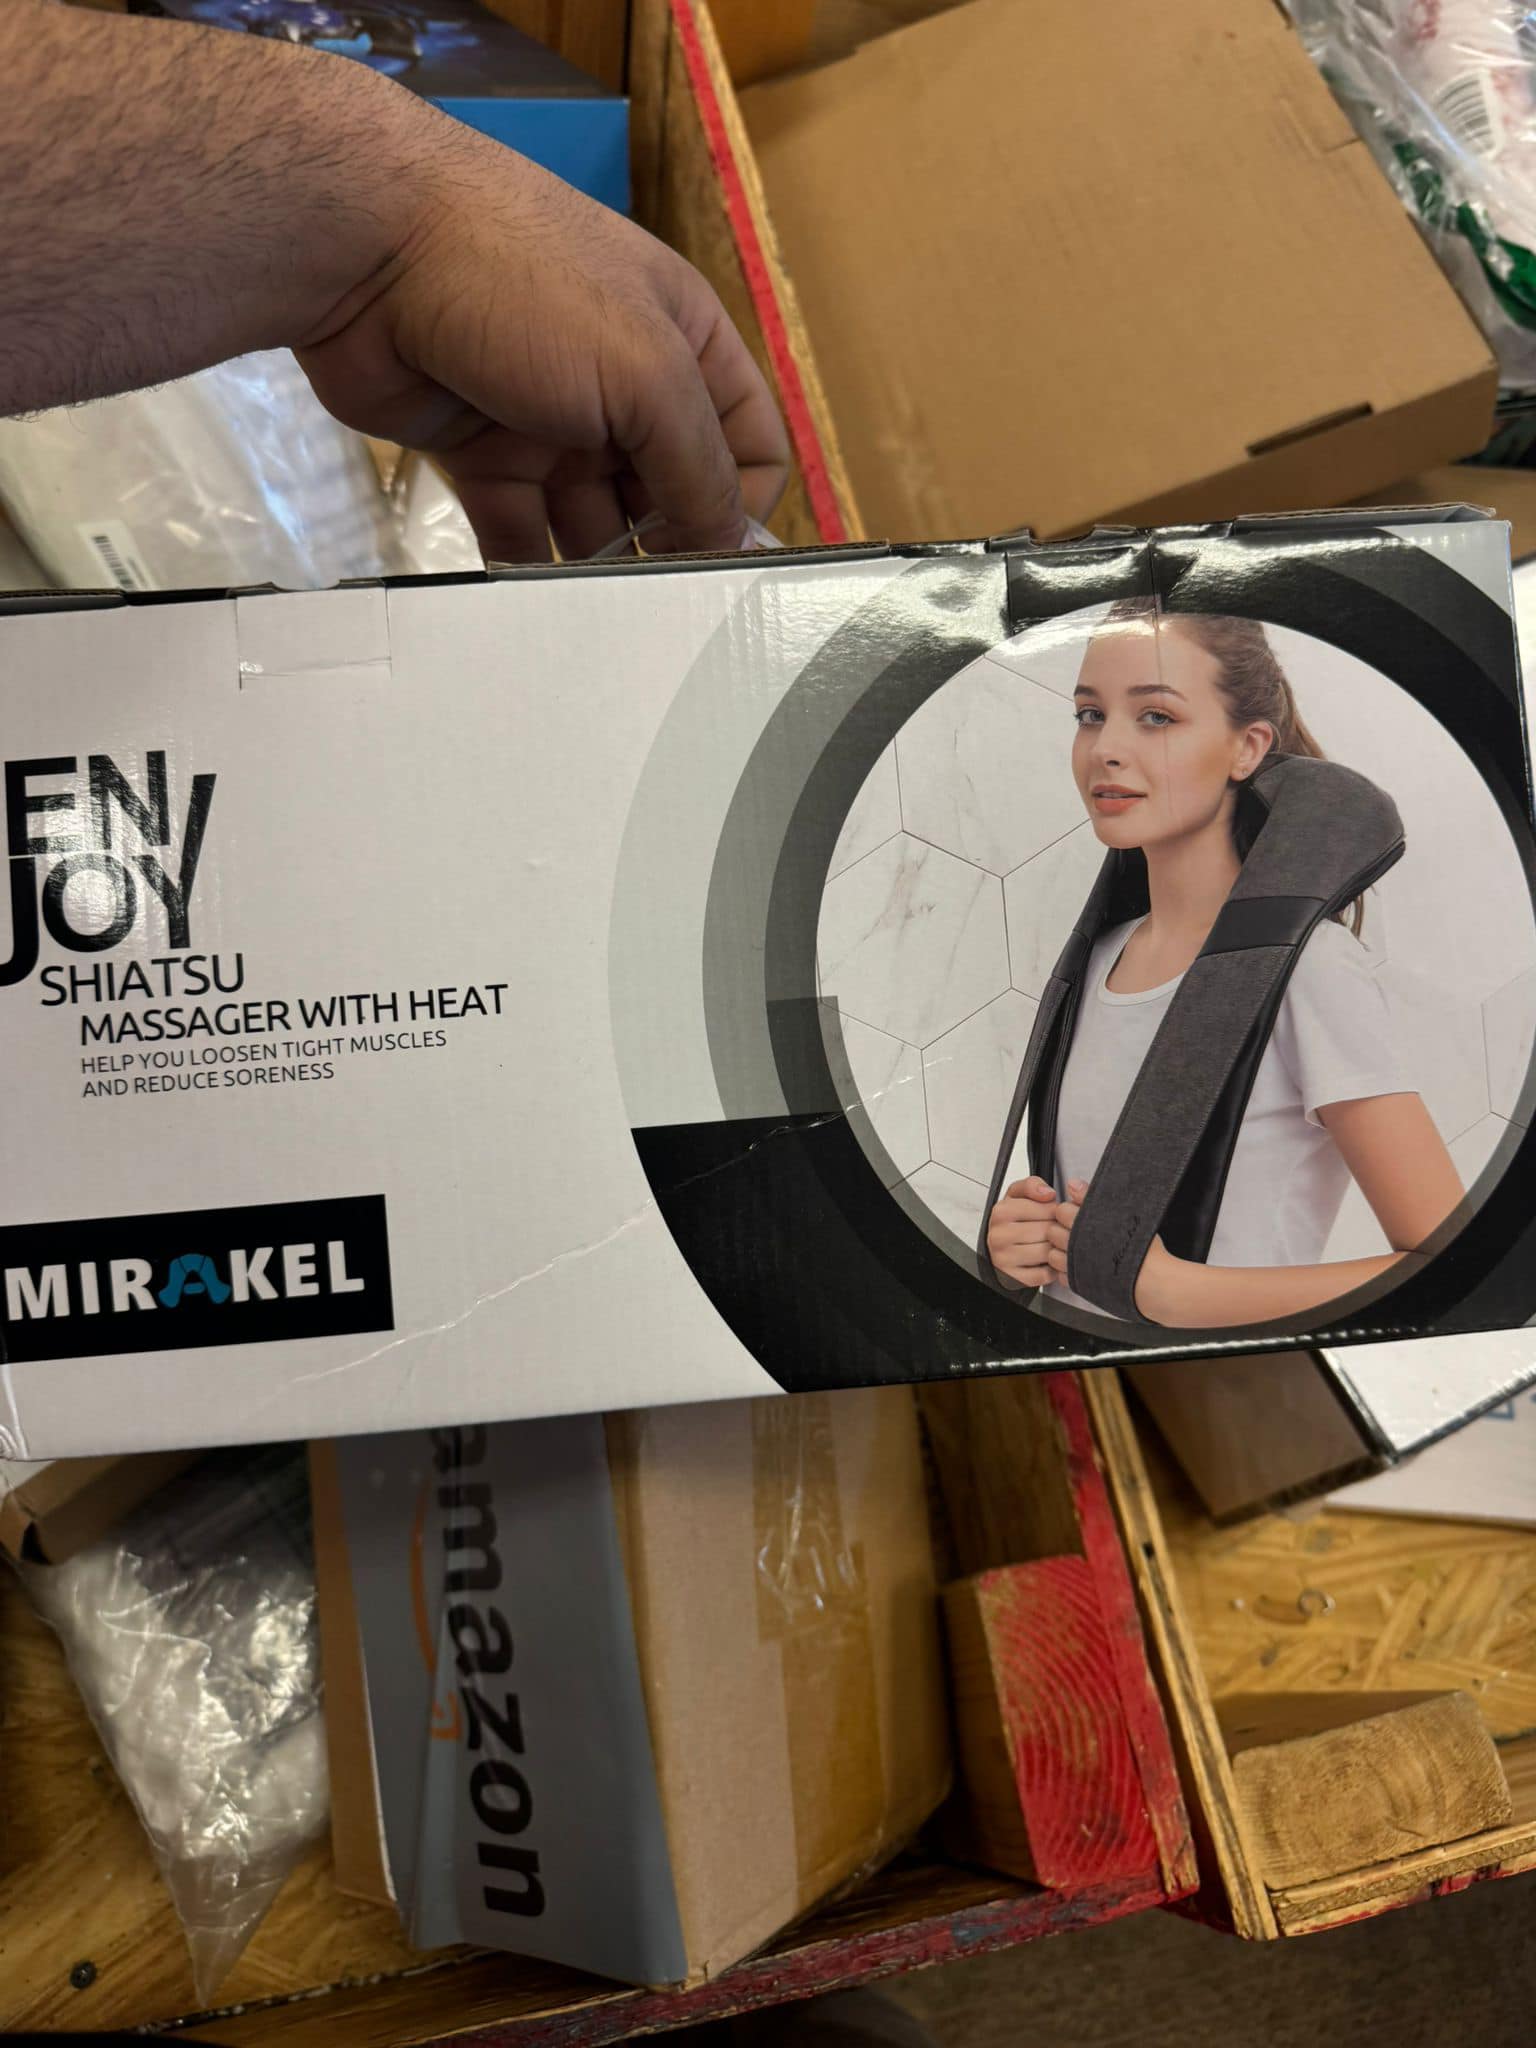 EN
JOY
SHIATSU
MASSAGER WITH HEAT
HELP YOU LOOSEN TIGHT MUSCLES
AND REDUCE SORENESS
MIRAKEL
amazon